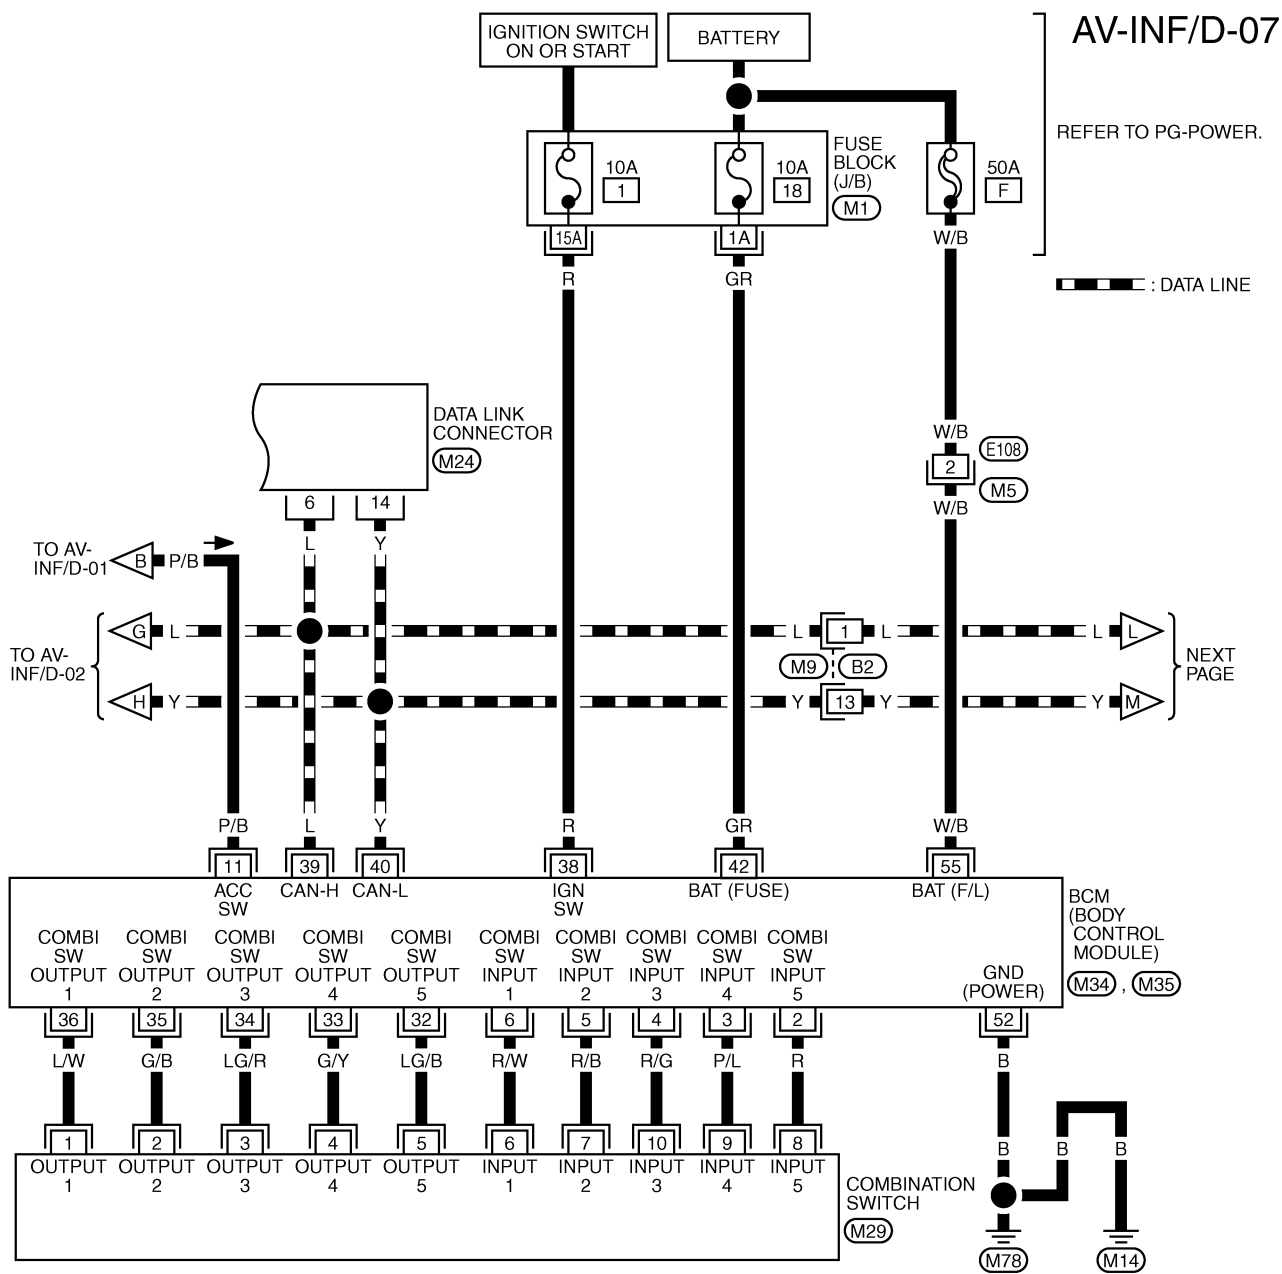 AV-INF/D-07
IGNITION SWITCH
ON OR START
BATTERY
REFER TO PG-POWER.
10A
1
10A
18
FUSE
BLOCK
(J/B)
M1
50A
F
15A
1A
W/B
R
GR
: DATA LINE
DATA LINK
CONNECTOR
M24
W/B
2
E108
M5
W/B
6
14
L
Y
TO AV-
INF/D-01
B
P/B
TO AV-
INF/D-02
G
L
L
1
L
L
L
M9
B2
NEXT
PAGE
H
Y
Y
13
Y
Y
M
P/B
L
Y
R
GR
W/B
11
39
40
38
42
55
ACC
SW
CAN-H
CAN-L
IGN
SW
BAT (FUSE)
BAT (F/L)
BCM
(BODY
CONTROL
MODULE)
M34 , M35
COMBI
SW
OUTPUT
1
COMBI
SW
OUTPUT
2
COMBI
SW
OUTPUT
3
COMBI
SW
OUTPUT
4
COMBI
SW
OUTPUT
5
COMBI
SW
INPUT
1
COMBI
SW
INPUT
2
COMBI
SW
INPUT
3
COMBI
SW
INPUT
4
COMBI
SW
INPUT
5
GND
(POWER)
36
35
34
33
32
6
5
4
3
2
52
L/W
G/B
LG/R
G/Y
LG/B
R/W
R/B
R/G
P/L
R
B
1
2
3
4
5
6
7
10
9
8
B
B
B
OUTPUT
1
OUTPUT
2
OUTPUT
3
OUTPUT
4
OUTPUT
5
INPUT
1
INPUT
2
INPUT
3
INPUT
4
INPUT
5
COMBINATION
SWITCH
M29
M78
M14